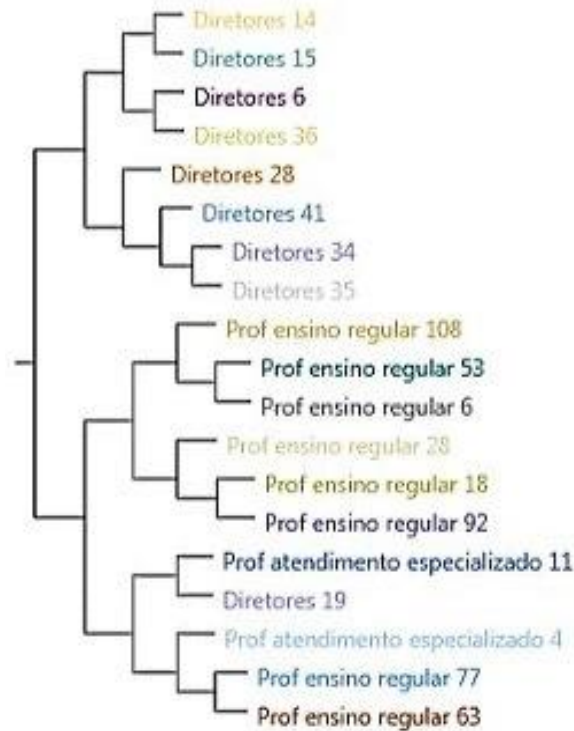 Diretores 14
Diretores 15
Diretores 6
Diretores 36
Diretores 28
Diretores 41
Diretores 34
Diretores 35
Prof ensino regular 108
Prof ensino regular 53
Prof ensino regular 6
Prof ensino regular 28
Prof ensino regular 18
Prof ensino regular 92
Prof atendimento especializado 11
Diretores 19
Prof atendimento especializado 4
Prof ensino regular 77
Prof ensino regular 63